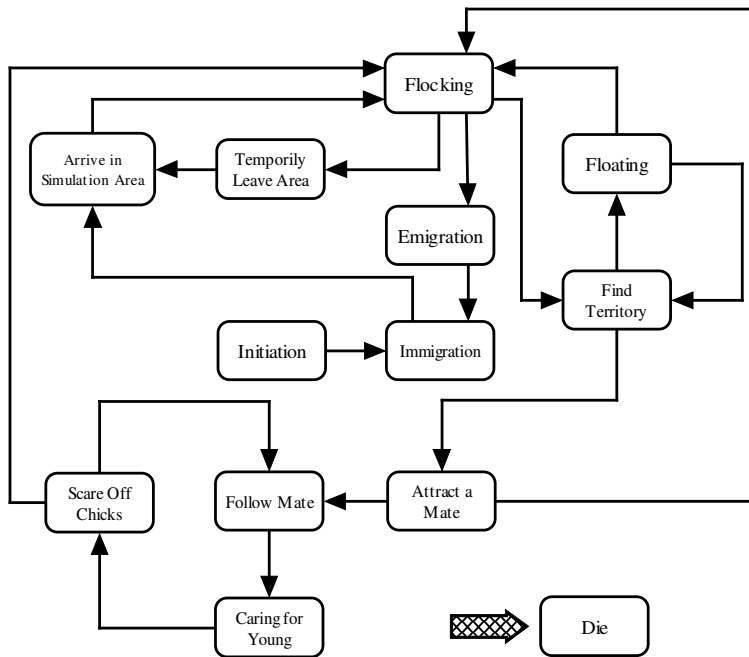 Flocking
Arrive in
Simulation Area
Temporily
Leave Area
Floating
Emigration
Find
Territory
Initiation
Immigration
Scare Off
Chicks
Follow Mate
Attract a
Mate
Caring for
Young
Die